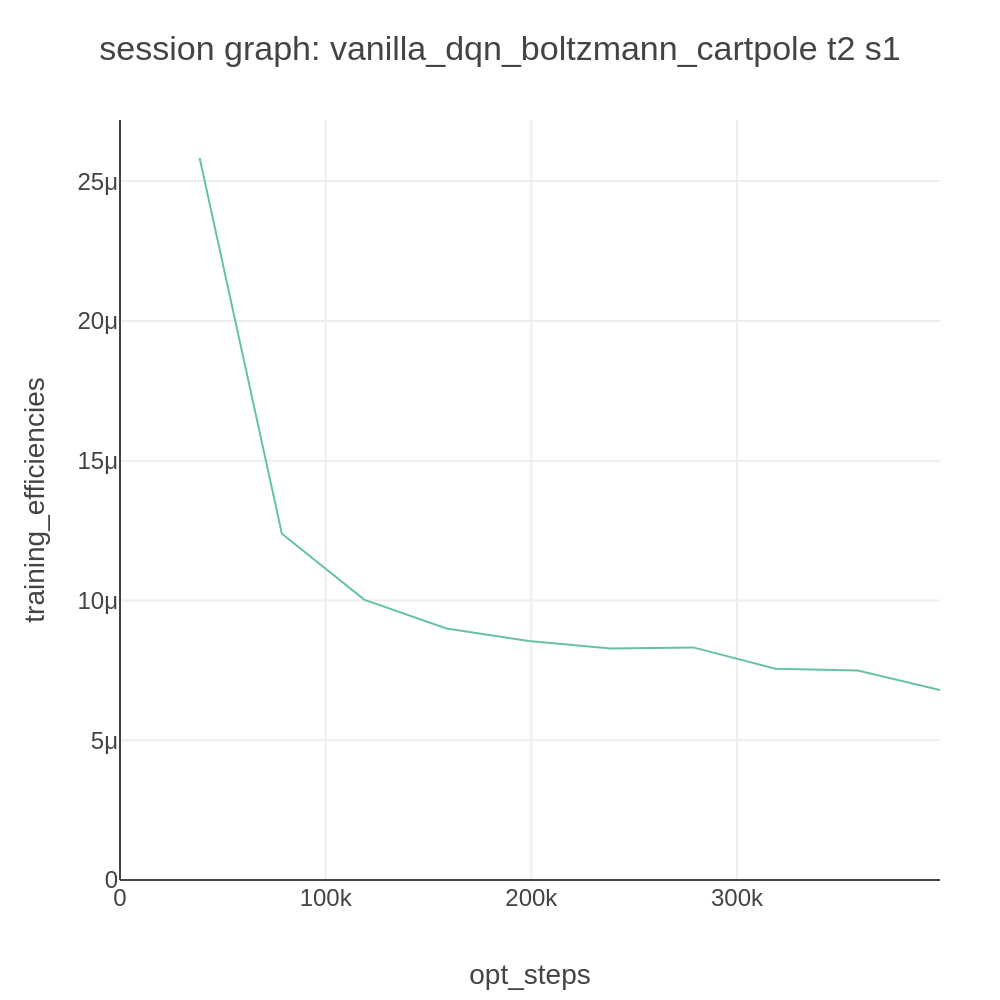 session graph: vanilla_dqn_boltzmann_cartpole t2 s1
25μ
20μ
15μ
10μ
5μ
0
training_efficiencies
0
100k
200k
300k
opt_steps